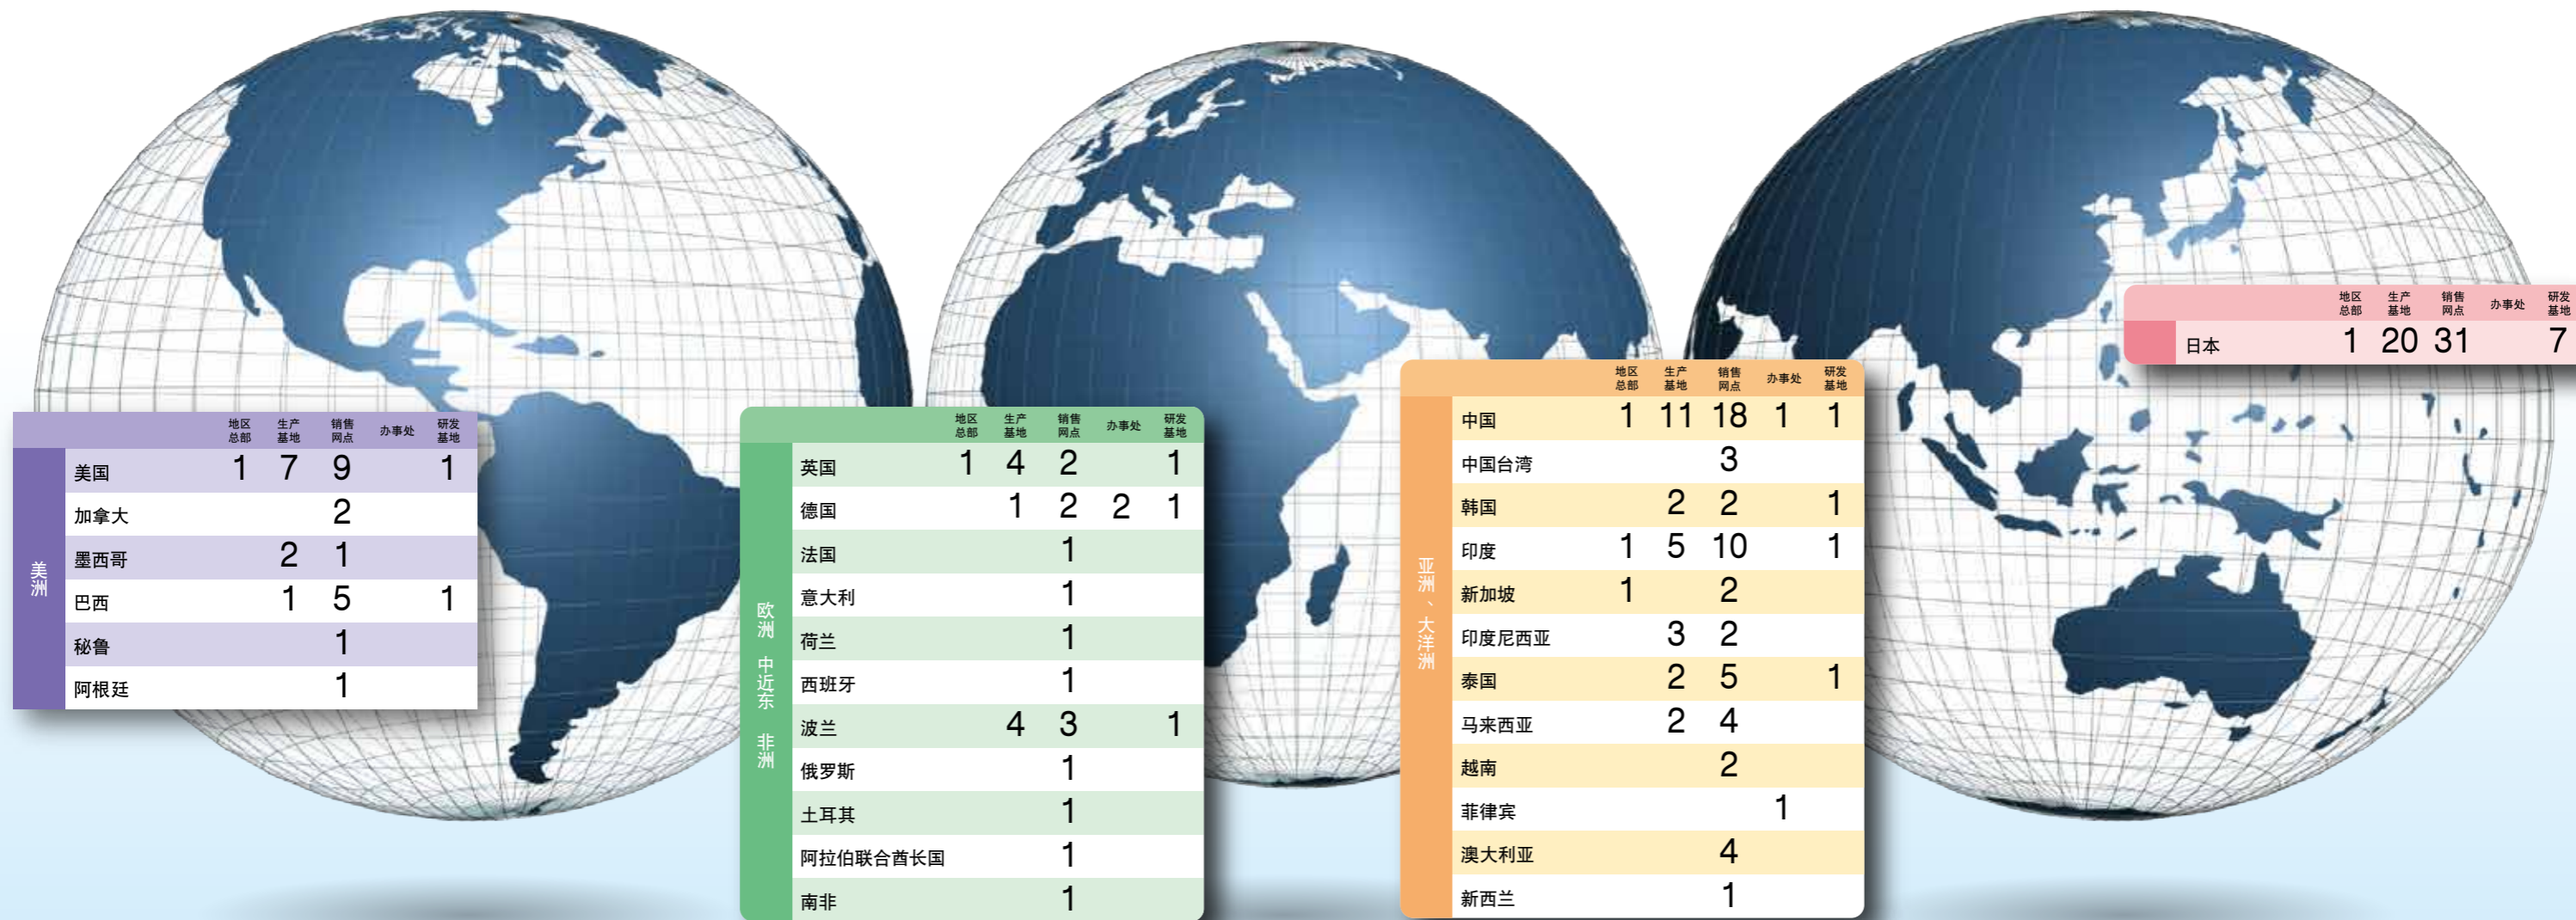 地区总部 生产基地 销售网点 办事处 研发基地
美洲
美国 1 7 9 1
加拿大 2
墨西哥 2 1
巴西 1 5 1
秘鲁 1
阿根廷 1
地区总部 生产基地 销售网点 办事处 研发基地
欧洲 中近东 非洲
英国 1 4 2 1
德国 1 2 2 1
法国 1
意大利 1
荷兰 1
西班牙 1
波兰 4 3 1
俄罗斯 1
土耳其 1
阿拉伯联合酋长国 1
南非 1
地区总部 生产基地 销售网点 办事处 研发基地
亚洲、大洋洲
中国 1 11 18 1 1
中国台湾 3
韩国 2 2 1
印度 1 5 10 1
新加坡 1 2
印度尼西亚 3 2
泰国 2 5 1
马来西亚 2 4
越南 2
菲律宾 1
澳大利亚 4
新西兰 1
地区总部 生产基地 销售网点 办事处 研发基地
日本 1 20 31 7